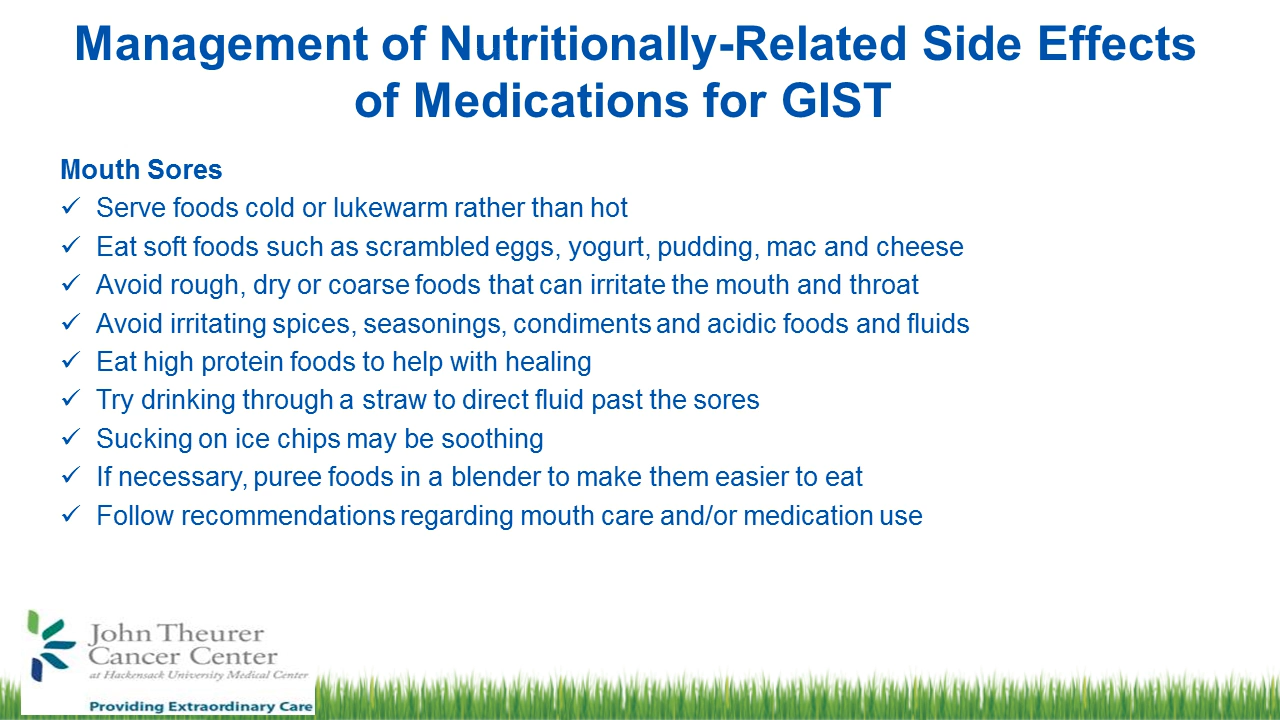 Management of Nutritionally-Related Side Effects
of Medications for GIST
Mouth Sores
✓ Serve foods cold or lukewarm rather than hot
✓ Eat soft foods such as scrambled eggs, yogurt, pudding, mac and cheese
✓ Avoid rough, dry or coarse foods that can irritate the mouth and throat
✓ Avoid irritating spices, seasonings, condiments and acidic foods and fluids
✓ Eat high protein foods to help with healing
✓ Try drinking through a straw to direct fluid past the sores
✓ Sucking on ice chips may be soothing
✓ If necessary, puree foods in a blender to make them easier to eat
✓ Follow recommendations regarding mouth care and/or medication use
John Theurer
Cancer Center
at Hackensack University Medical Center
Providing Extraordinary Care